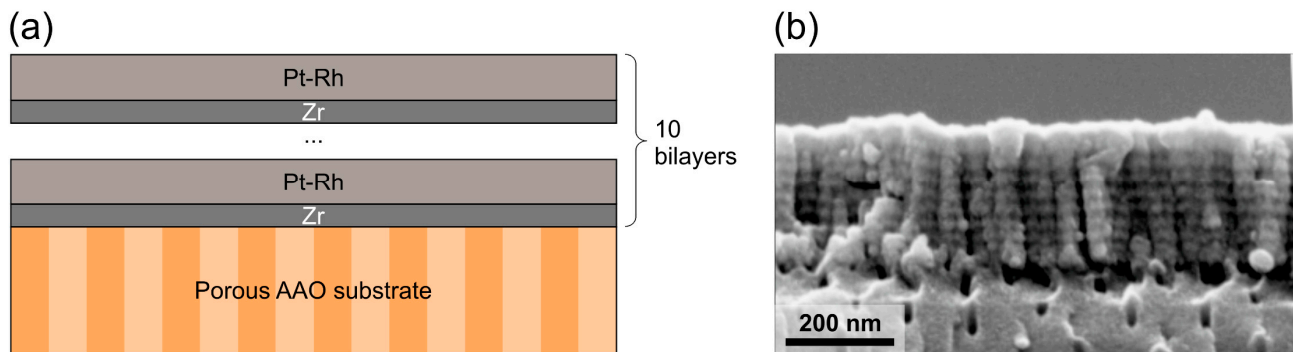 (a)
Pt-Rh
Zr
...
Pt-Rh
Zr
10
bilayers
Porous AAO substrate
(b)
200 nm